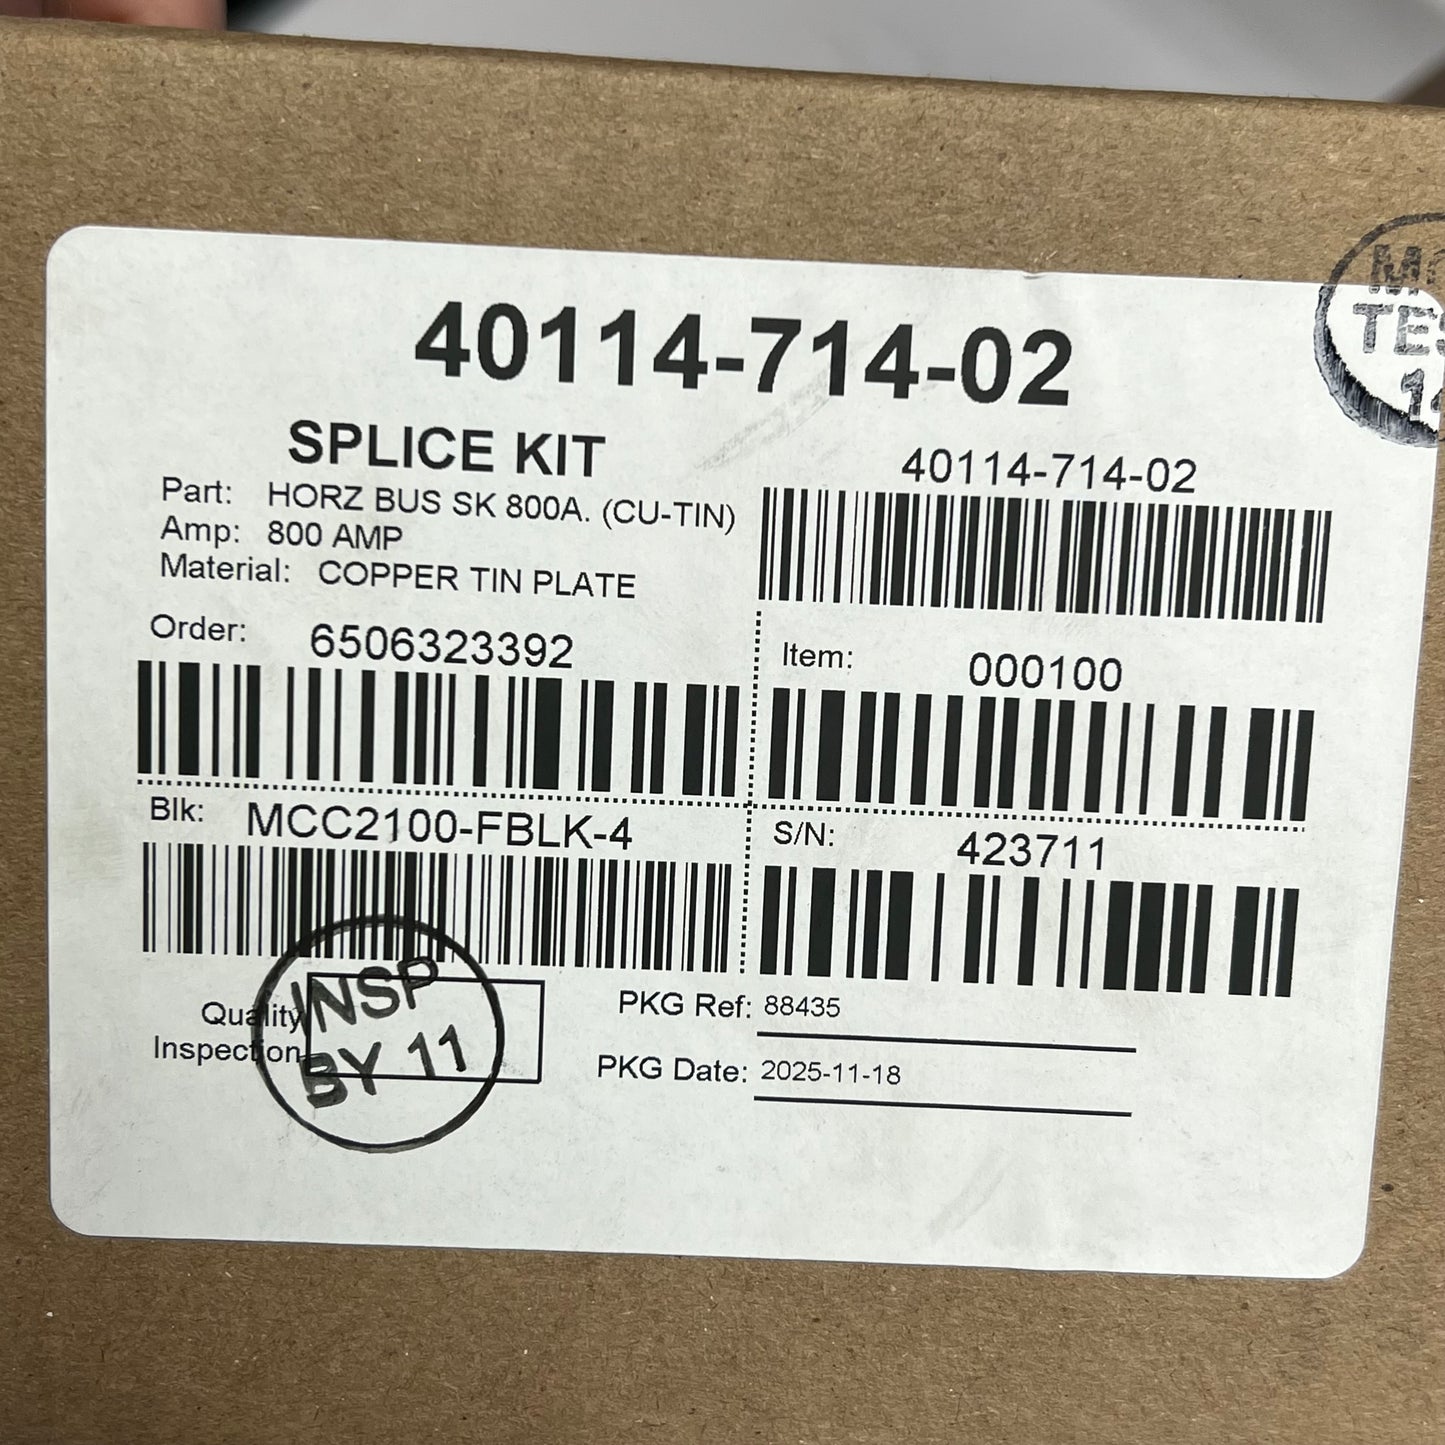 40114-714-02
SPLICE KIT
Part: HORZ BUS SK 800A. (CU-TIN)
Amp: 800 AMP
Material: COPPER TIN PLATE
40114-714-02
Order: 6506323392
Item: 000100
Blk: MCC2100-FBLK-4
S/N: 423711
Quality
Inspection
INSP
BY 11
PKG Ref: 88435
PKG Date: 2025-11-18